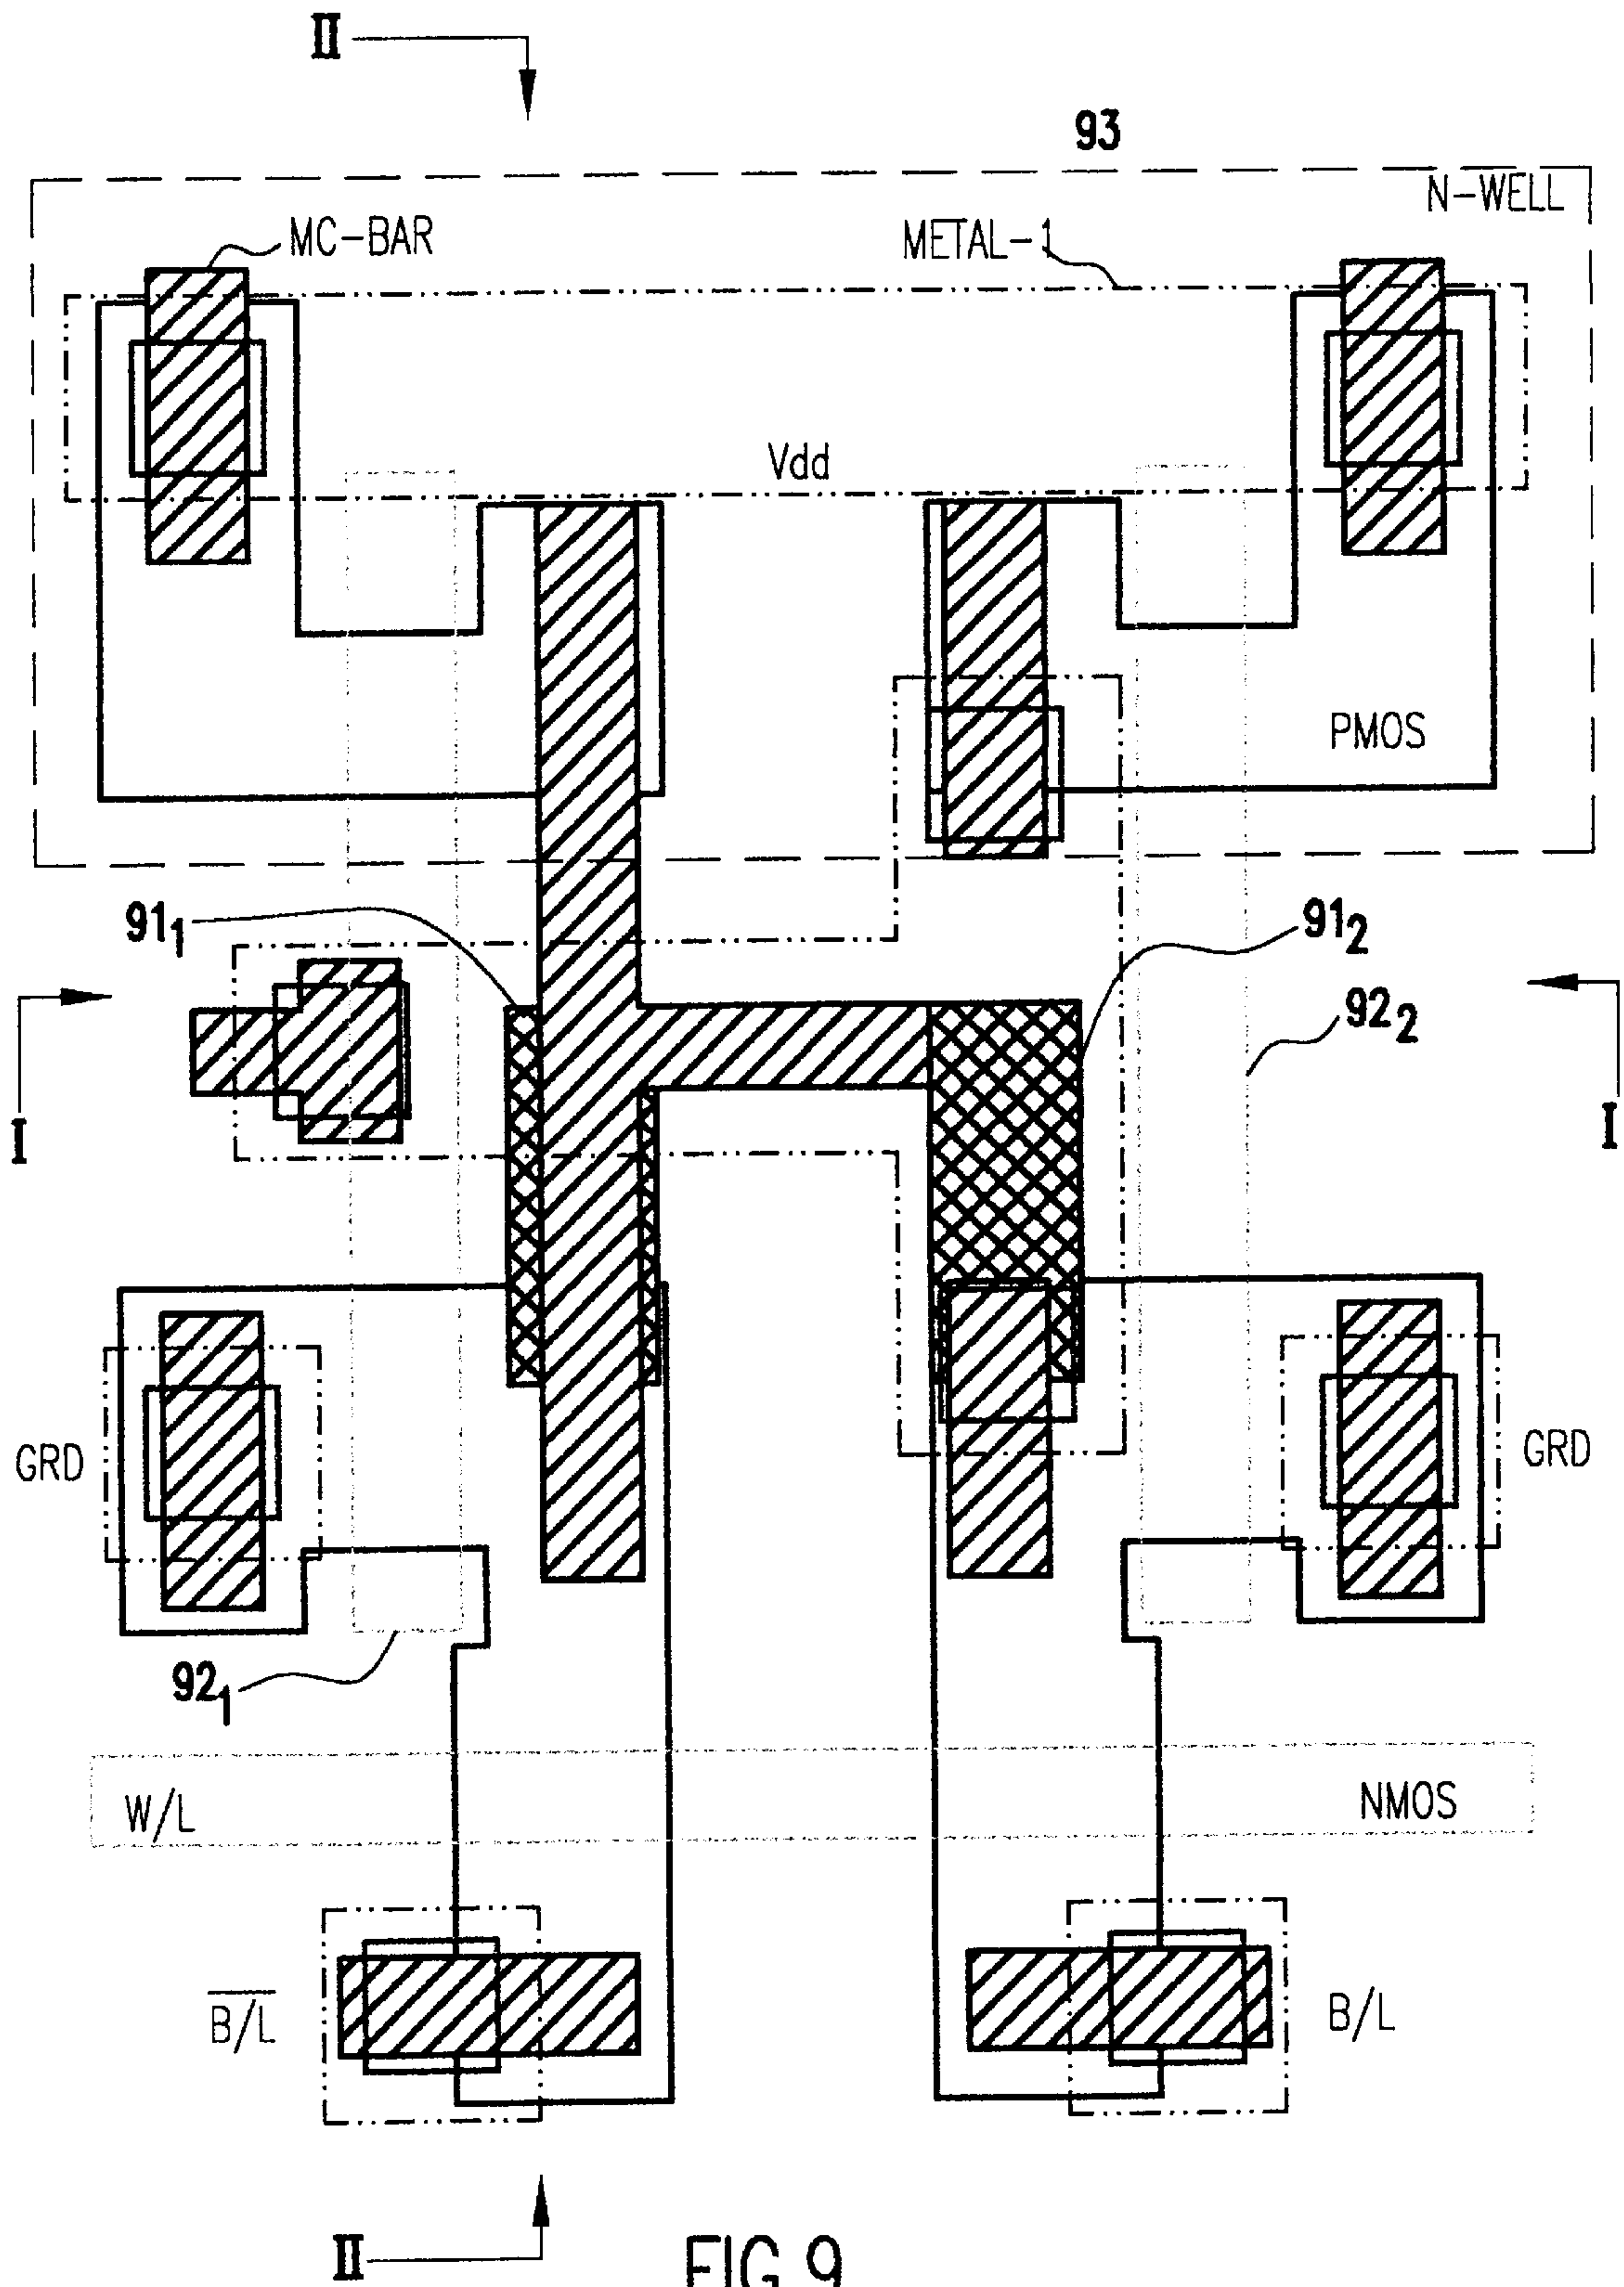 II
93
N-WELL
MC-BAR
METAL-1
Vdd
PMOS
91₁
91₂
92₂
I
I
GRD
GRD
92₁
W/L
NMOS
B̅/̅L̅
B/L
II
FIG.9